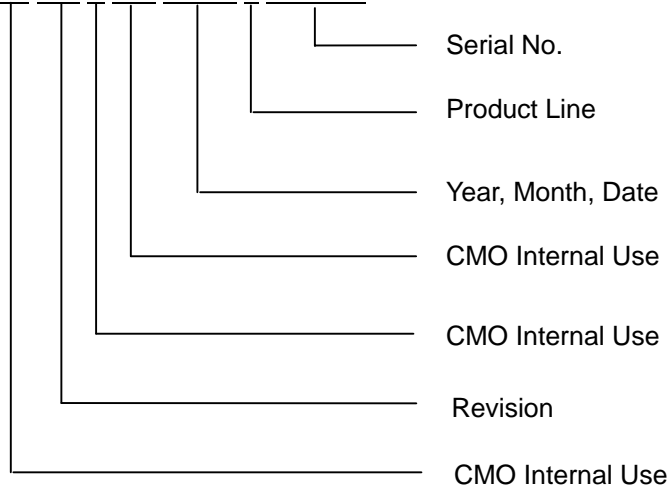 Serial No.
Product Line
Year, Month, Date
CMO Internal Use
CMO Internal Use
Revision
CMO Internal Use